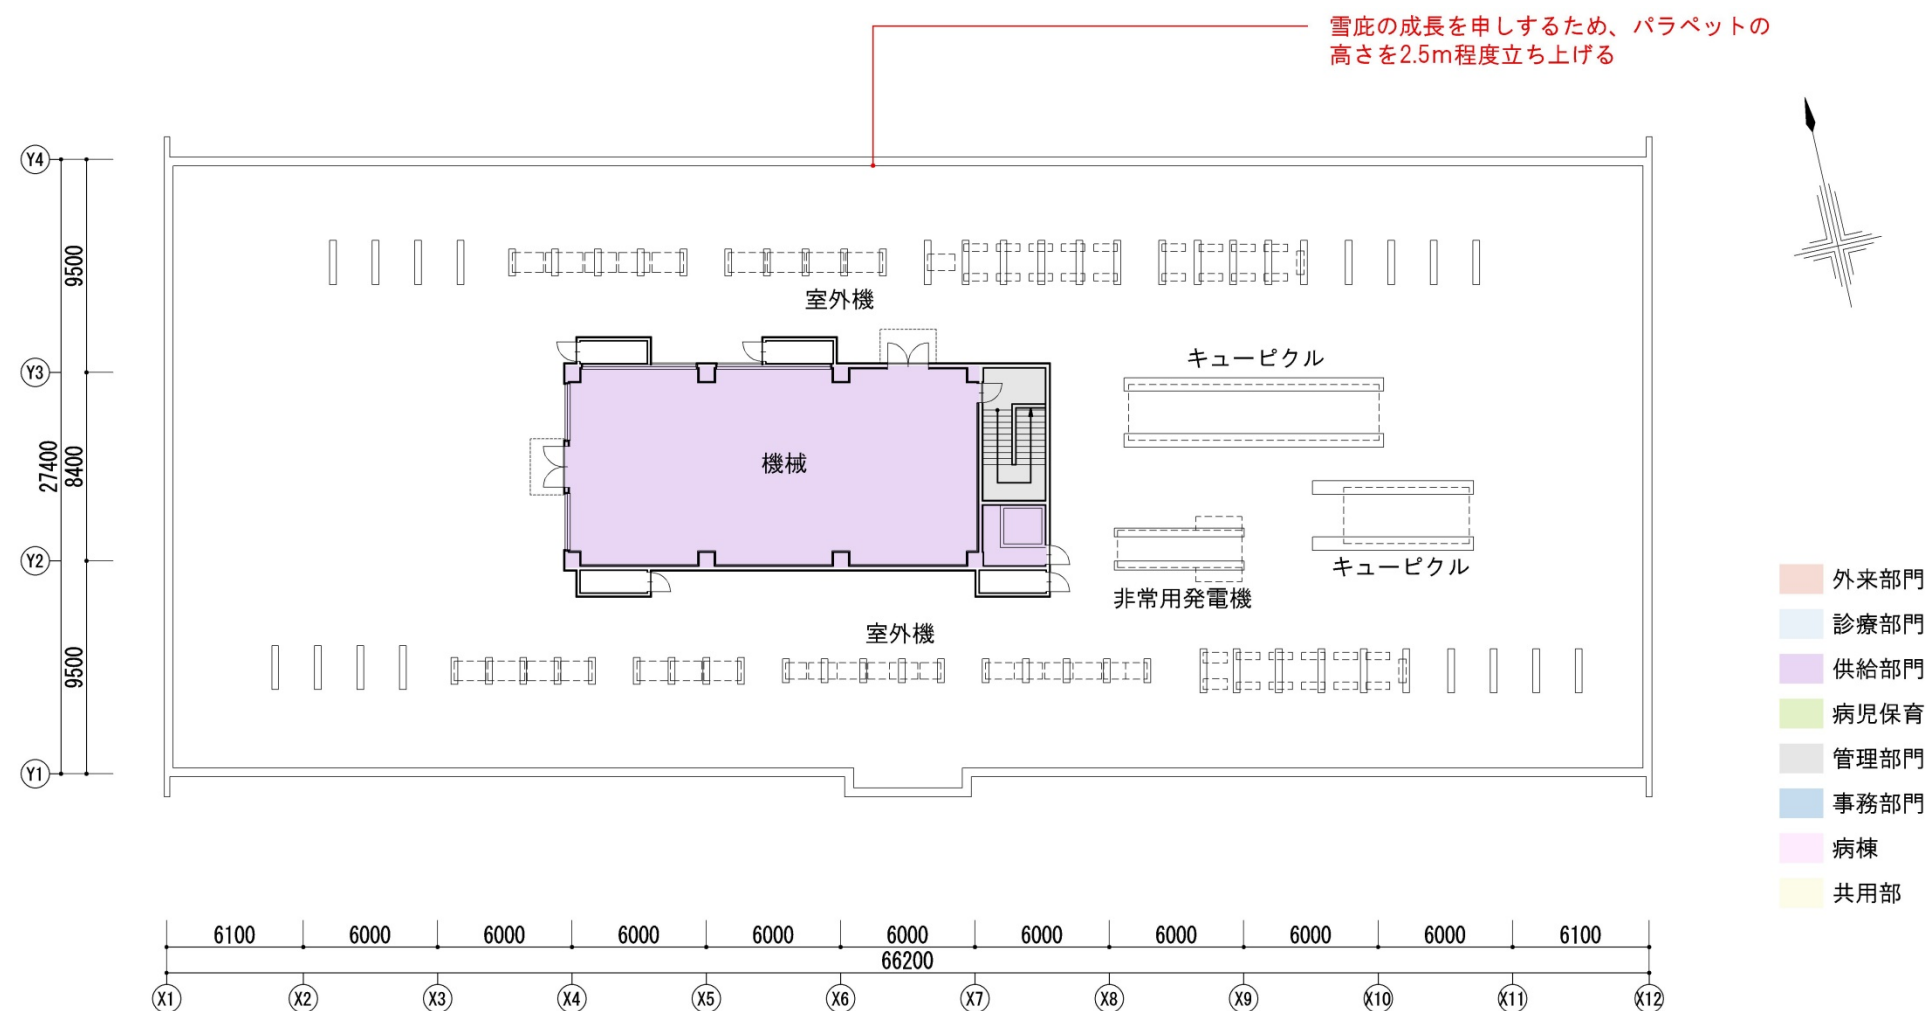 雪庇の成長を申しするため、パラペットの
高さを2.5m程度立ち上げる
Y4
9500
室外機
キュービクル
Y3
27400
8400
機械
Y2
キュービクル
非常用発電機
室外機
9500
Y1
外来部門
診療部門
供給部門
病児保育
管理部門
事務部門
病棟
共用部
6100 6000 6000 6000 6000 6000 6000 6000 6000 6000 6100
66200
X1 X2 X3 X4 X5 X6 X7 X8 X9 X10 X11 X12